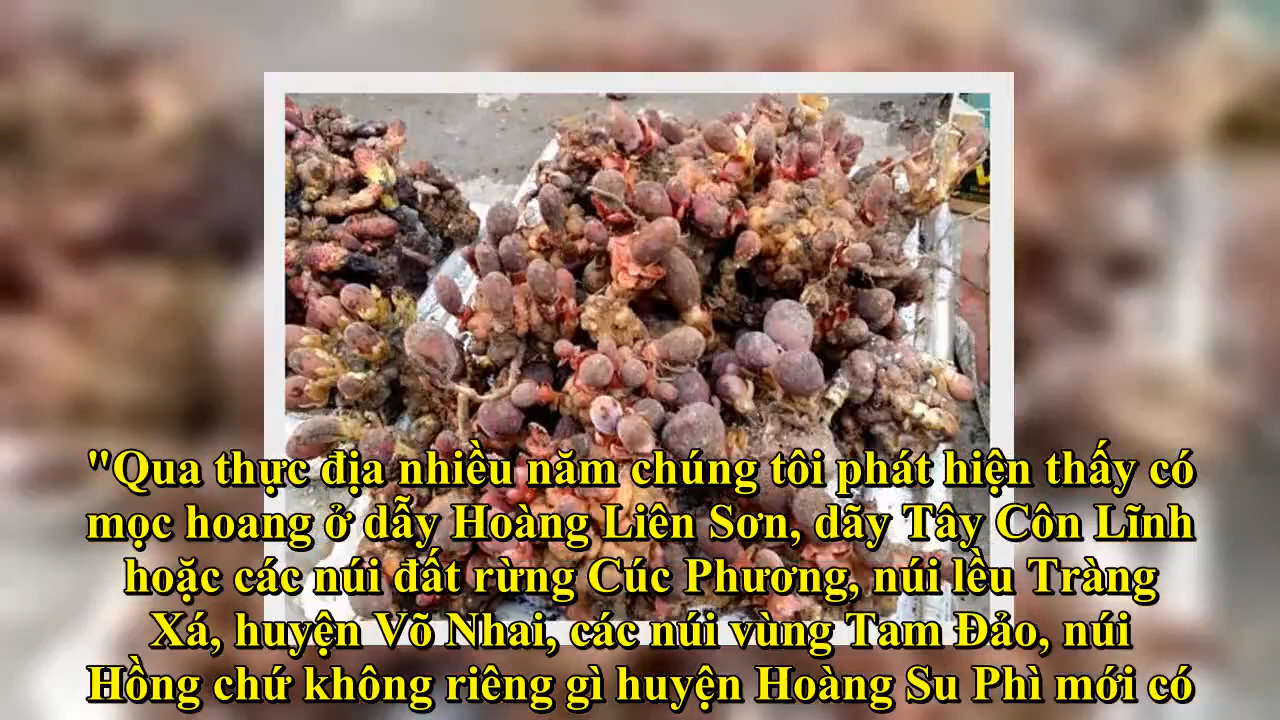 "Qua thực địa nhiều năm chúng tôi phát hiện thấy có
mọc hoang ở dẫy Hoàng Liên Sơn, dãy Tây Côn Lĩnh
hoặc các núi đất rừng Cúc Phương, núi lều Tràng
Xá, huyện Võ Nhai, các núi vùng Tam Đảo, núi
Hồng chứ không riêng gì huyện Hoàng Su Phì mới có